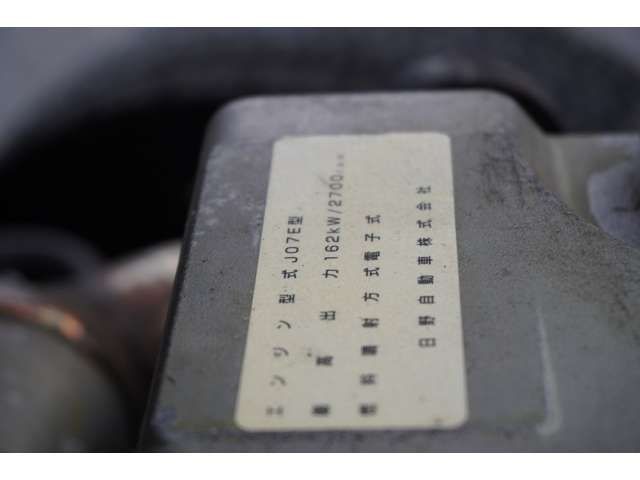 エンジン型式 J07E型
最高出力 162kW/2700
燃料噴射方式 電子式
日野自動車株式会社